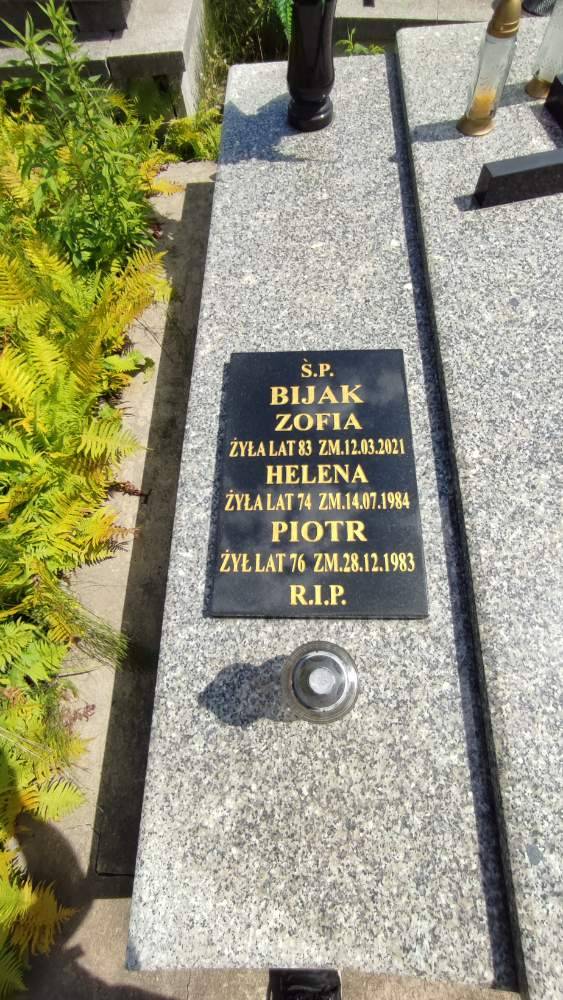 Ś.P.
BIJAK
ZOFIA
ŻYŁA LAT 83 ZM.12.03.2021
HELENA
ŻYŁA LAT 74 ZM.14.07.1984
PIOTR
ŻYŁ LAT 76 ZM.28.12.1983
R.I.P.